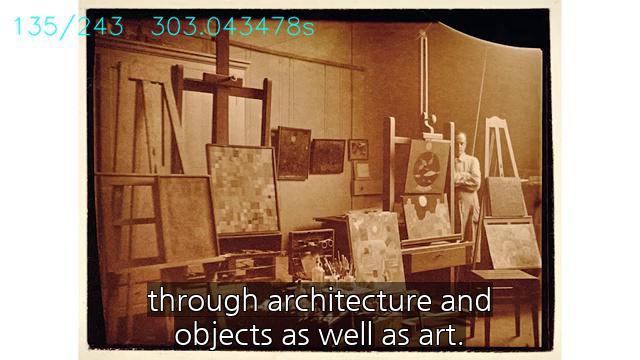 135/243 303.043478s
through architecture and
objects as well as art.